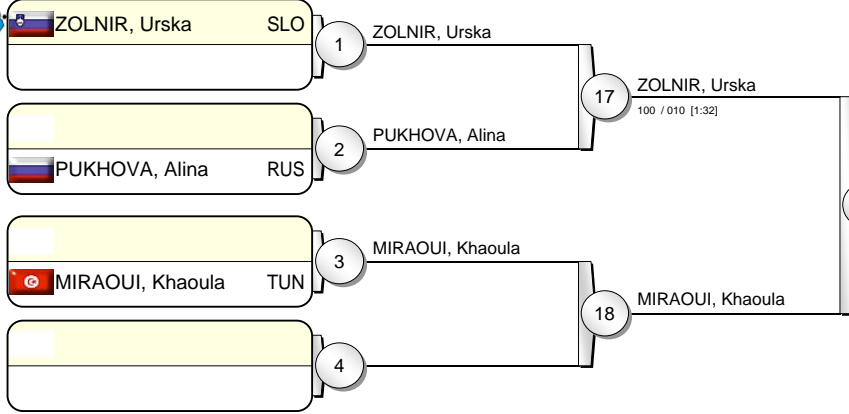 ZOLNIR, Urska SLO
1
ZOLNIR, Urska
17
ZOLNIR, Urska
100 / 010 [1:32]
2
PUKHOVA, Alina
PUKHOVA, Alina RUS
3
MIRAOUI, Khaoula
MIRAOUI, Khaoula TUN
18
MIRAOUI, Khaoula
4